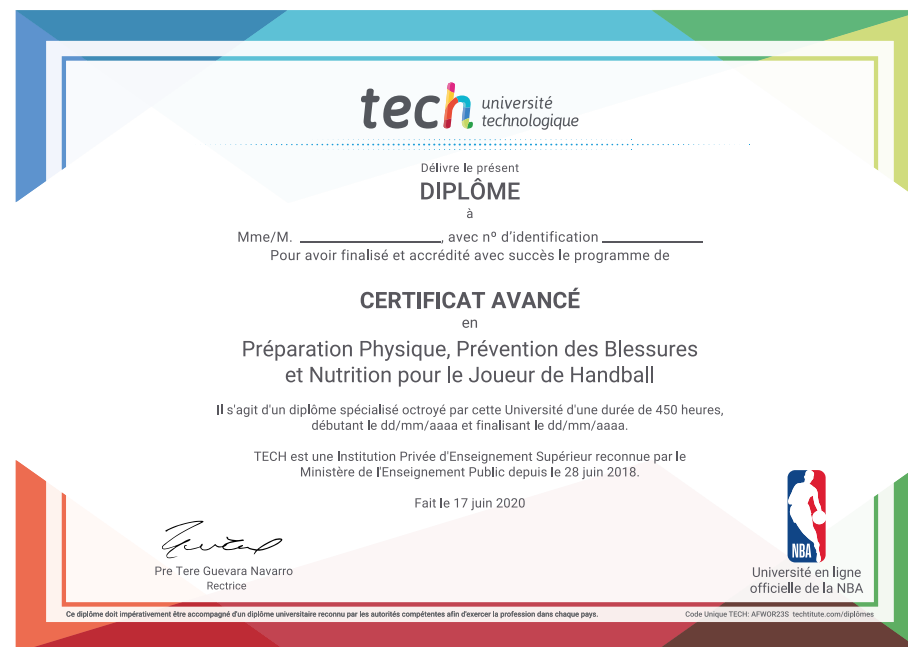 tech université
technologique
Délivre le présent
DIPLÔME
à
Mme/M. ____________, avec nº d'identification ____________
Pour avoir finalisé et accrédité avec succès le programme de
CERTIFICAT AVANCÉ
en
Préparation Physique, Prévention des Blessures
et Nutrition pour le Joueur de Handball
Il s'agit d'un diplôme spécialisé octroyé par cette Université d'une durée de 450 heures,
débutant le dd/mm/aaaa et finalisant le dd/mm/aaaa.
TECH est une Institution Privée d'Enseignement Supérieur reconnue par le
Ministère de l'Enseignement Public depuis le 28 juin 2018.
Fait le 17 juin 2020
Pre Tere Guevara Navarro
Rectrice
NBA
Université en ligne
officielle de la NBA
Ce diplôme doit impérativement être accompagné d'un diplôme universitaire reconnu par les autorités compétentes afin d'exercer la profession dans chaque pays.
Code Unique TECH: AFWOR23S techtitute.com/diplômes